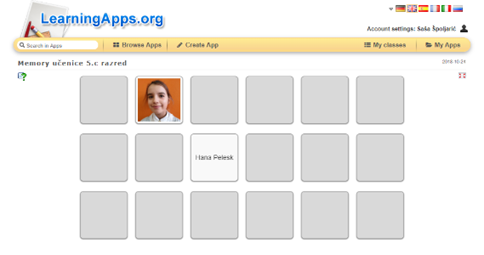 LearningApps.org
Account settings: Saša Špoljarić
Search in Apps
Browse Apps
Create App
My classes
My Apps
Memory učenice 5.c razred
2018-10-24
Hana Pelesk